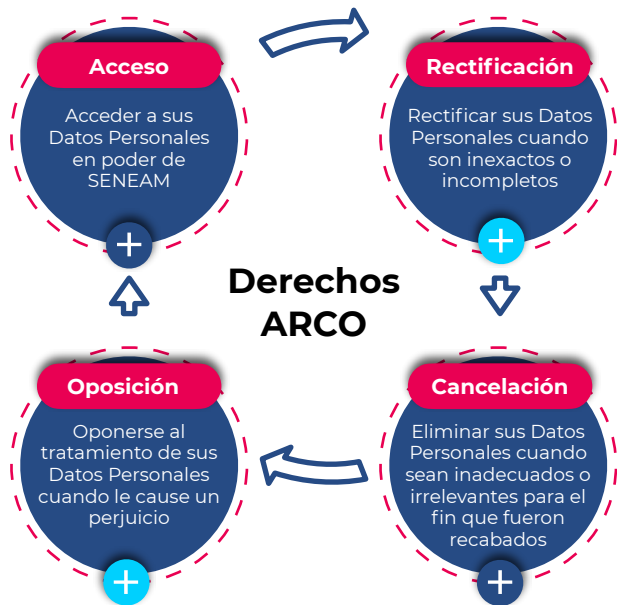 Acceso
Acceder a sus
Datos Personales
en poder de
SENEAM
Rectificación
Rectificar sus Datos
Personales cuando
son inexactos o
incompletos
Derechos
ARCO
Oposición
Oponerse al
tratamiento de sus
Datos Personales
cuando le cause un
perjuicio
Cancelación
Eliminar sus Datos
Personales cuando
sean inadecuados o
irrelevantes para el
fin que fueron
recabados